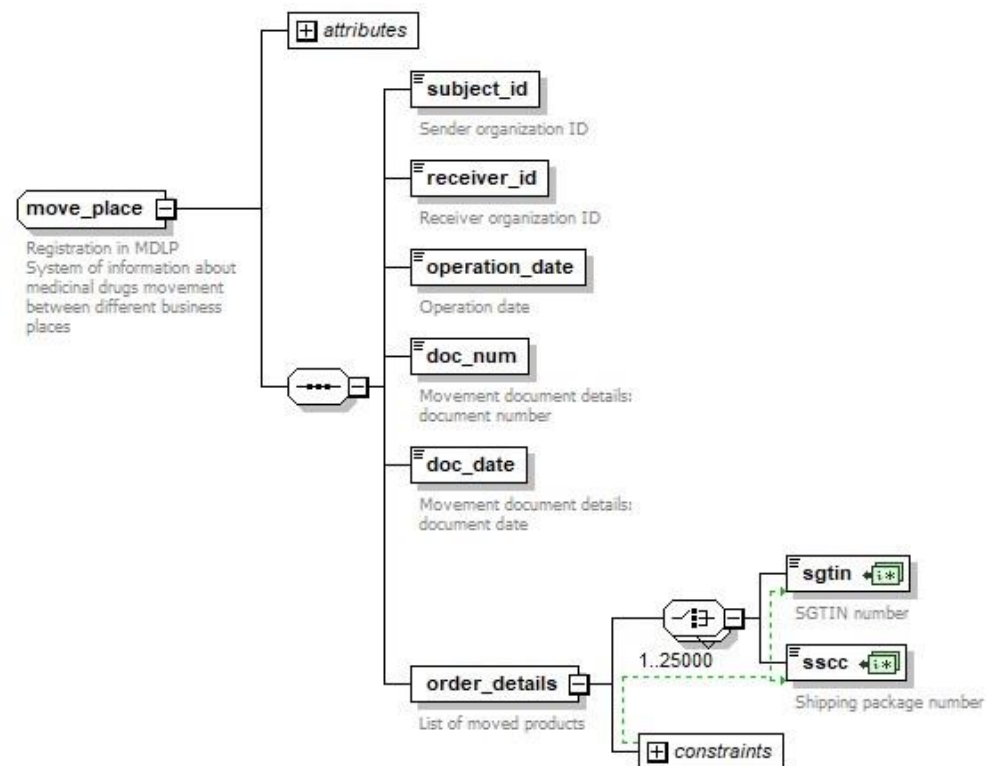 attributes
subject_id
Sender organization ID
receiver_id
Receiver organization ID
move_place
Registration in MDLP
System of information about
medicinal drugs movement
between different business
places
operation_date
Operation date
doc_num
Movement document details:
document number
doc_date
Movement document details:
document date
sgtin
SGTIN number
1..25000
sscc
Shipping package number
order_details
List of moved products
constraints